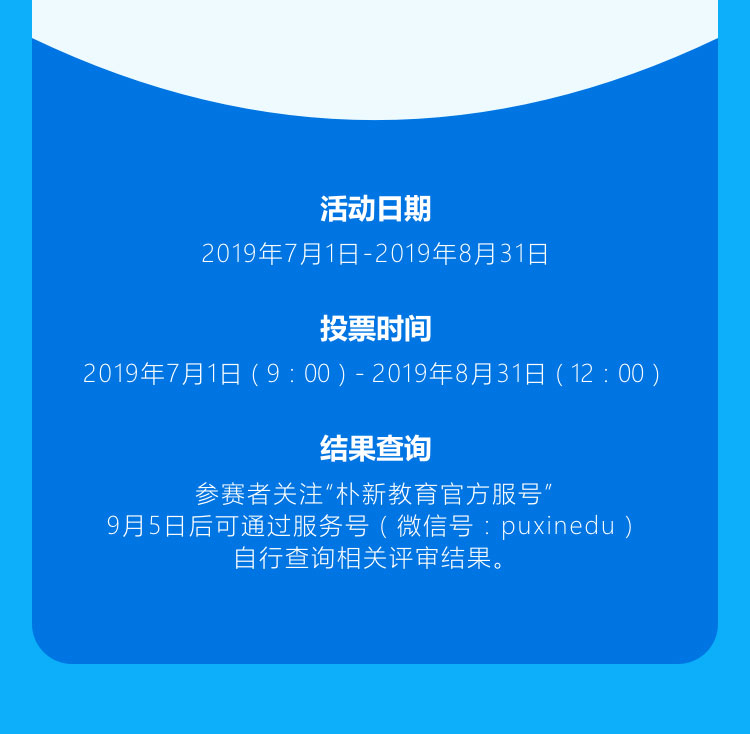 活动日期
2019年7月1日-2019年8月31日
投票时间
2019年7月1日（9：00）- 2019年8月31日（12：00）
结果查询
参赛者关注“朴新教育官方服号”
9月5日后可通过服务号（微信号：puxinedu）
自行查询相关评审结果。